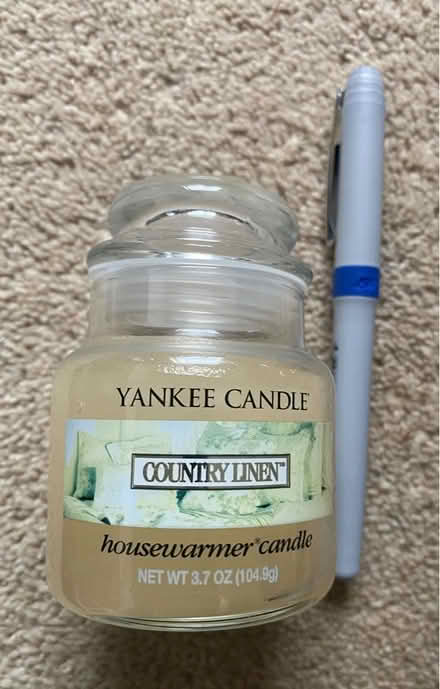 YANKEE CANDLE®
COUNTRY LINEN™
housewarmer® candle
NET WT 3.7 OZ (104.9g)